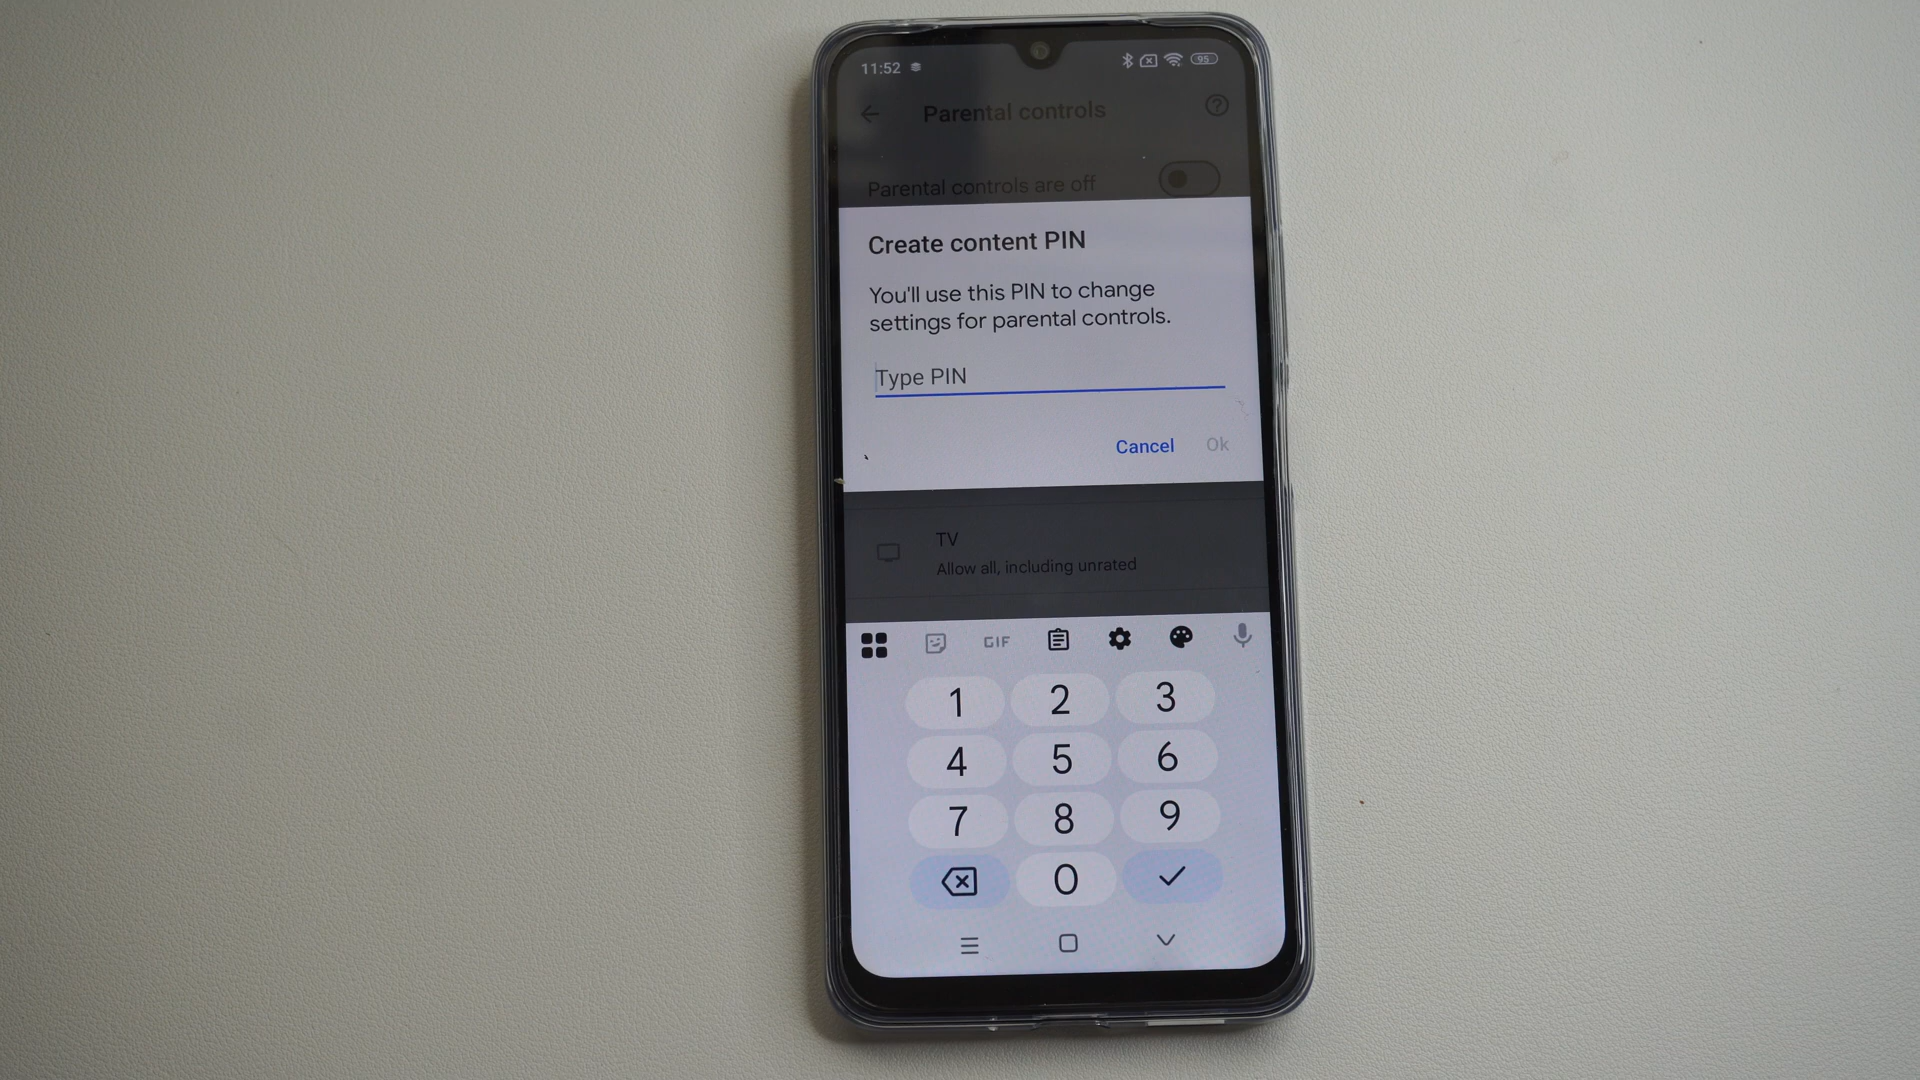 11:52
95
Parental controls
Parental controls are off
Create content PIN
You'll use this PIN to change
settings for parental controls.
Type PIN
Cancel Ok
TV
Allow all, including unrated
GIF
1 2 3
4 5 6
7 8 9
0